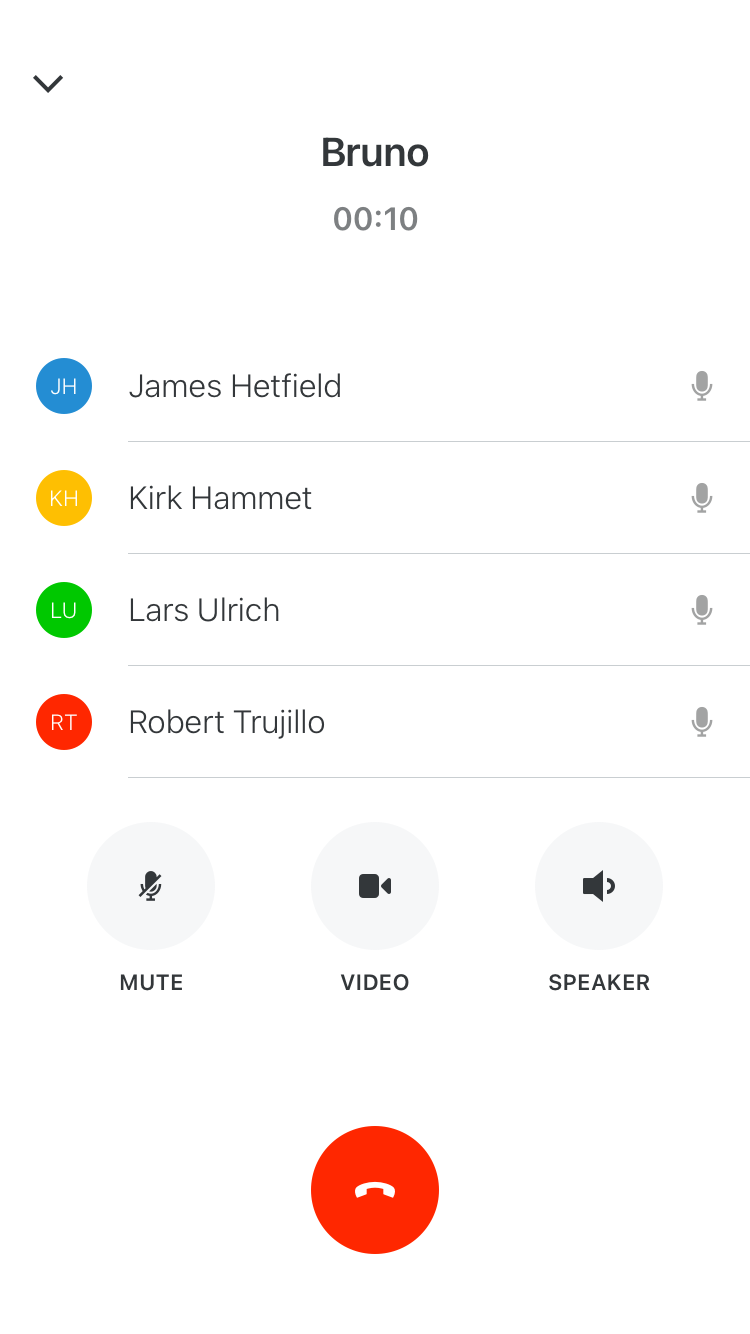 Bruno
00:10
JH James Hetfield
KH Kirk Hammet
LU Lars Ulrich
RT Robert Trujillo
MUTE VIDEO SPEAKER